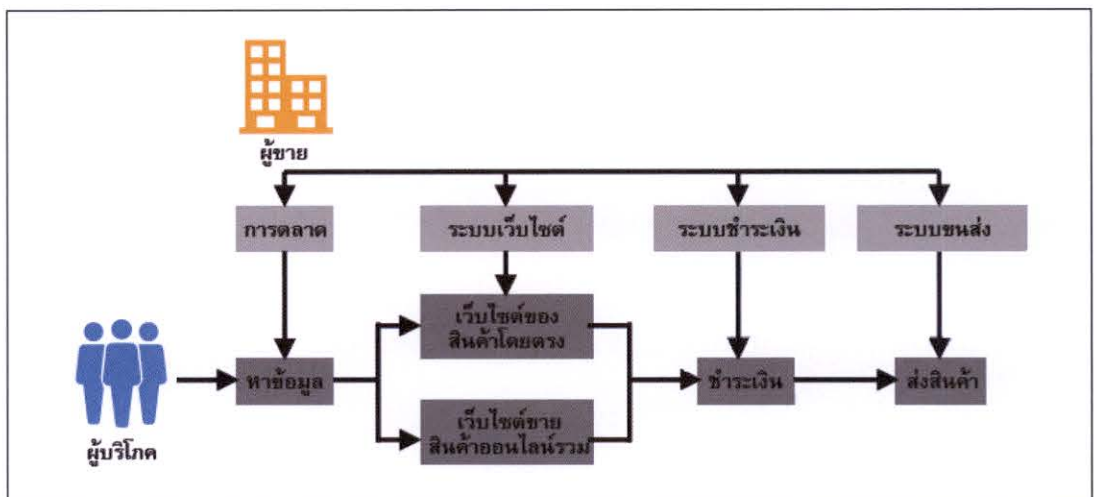 ผู้ขาย
การตลาด
ระบบเว็บไซต์
ระบบชำระเงิน
ระบบขนส่ง
เว็บไซต์ของ
สินค้าโดยตรง
หาข้อมูล
ชำระเงิน
ส่งสินค้า
เว็บไซต์ขาย
สินค้าออนไลน์รวม
ผู้บริโภค